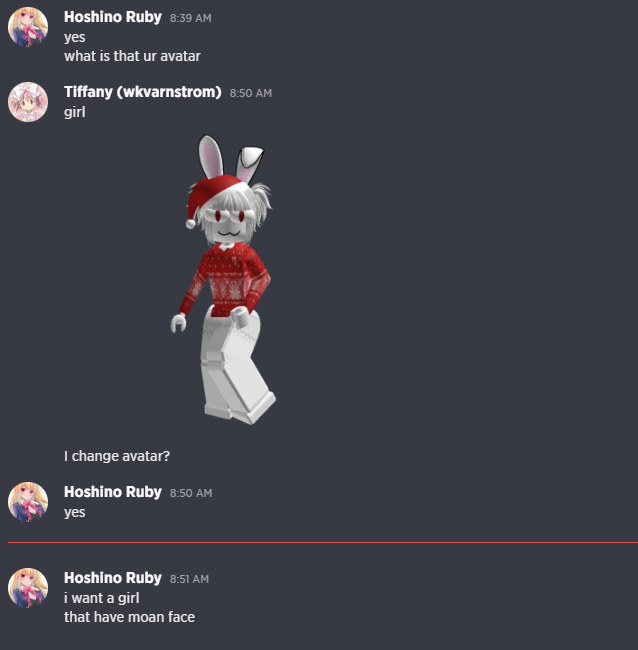 Hoshino Ruby 8:39 AM
yes
what is that ur avatar
Tiffany (wkvarnstrom) 8:50 AM
girl
I change avatar?
Hoshino Ruby 8:50 AM
yes
Hoshino Ruby 8:51 AM
i want a girl
that have moan face